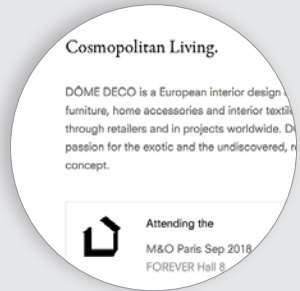 Cosmopolitan Living.
DÔME DECO is a European interior design
furniture, home accessories and interior
through retailers and in projects worldwide.
passion for the exotic and the undiscovered,
concept.
Attending the
M&O Paris Sep 2018
FOREVER Hall 8